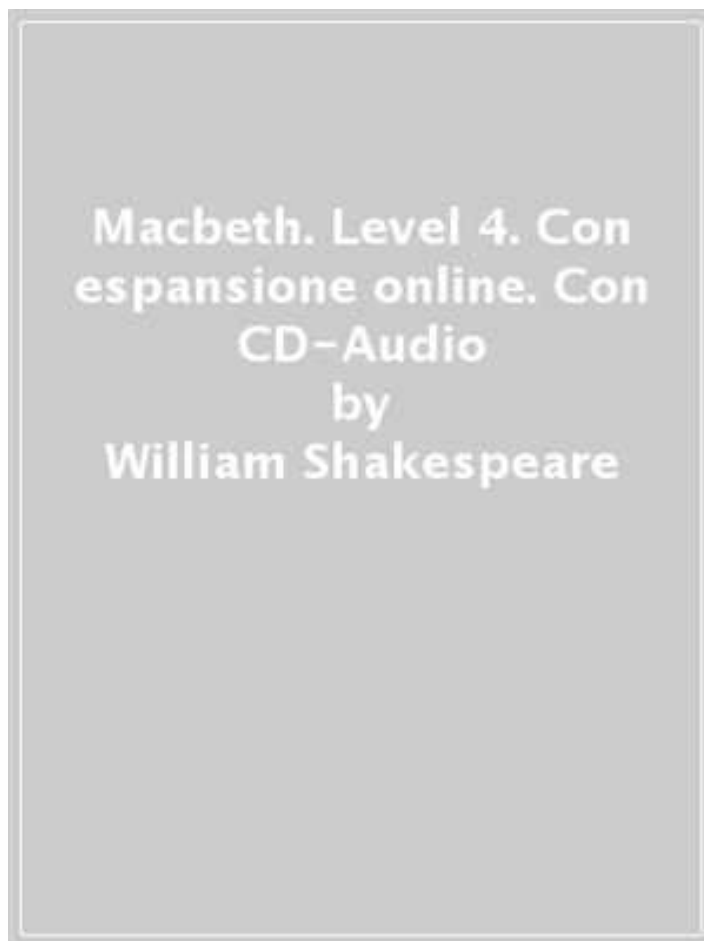 Macbeth. Level 4. Con
espansione online. Con
CD-Audio
by
William Shakespeare